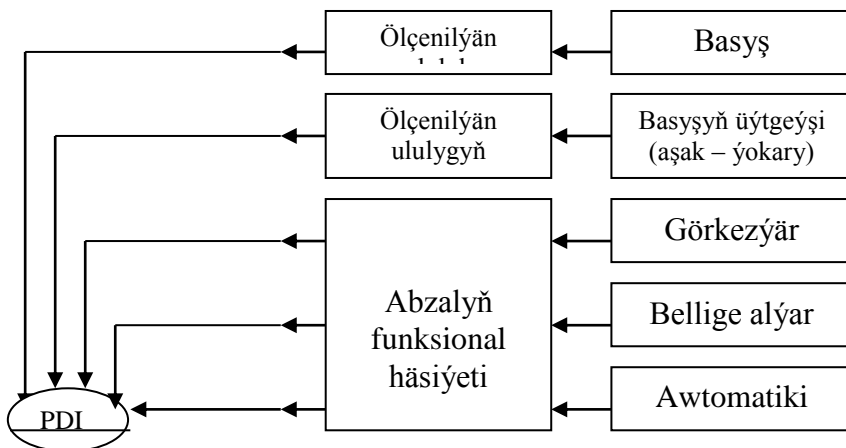 Ölçenilýän
Basyş
Ölçenilýän
ululygyň
Basyşyň üýtgeýşi
(aşak – ýokary)
Abzalyň
funksional
häsiýeti
Görkezýär
Bellige alýar
Awtomatiki
PDI